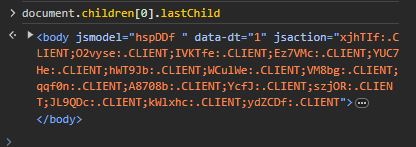 > document.children[0].lastChild
<body jsmodel="hspDDf " data-dt="1" jsaction="xjhTIf:.C
LIENT;O2vyse:.CLIENT;IVKTfe:.CLIENT;Ez7VMc:.CLIENT;YUC7
He:.CLIENT;hWT9Jb:.CLIENT;WCulWe:.CLIENT;VM8bg:.CLIENT;
qqf0n:.CLIENT;A8708b:.CLIENT;YcfJ:.CLIENT;szjOR:.CLIEN
T;JL9QDc:.CLIENT;kWlxhc:.CLIENT;ydZCDf:.CLIENT">…
</body>
>